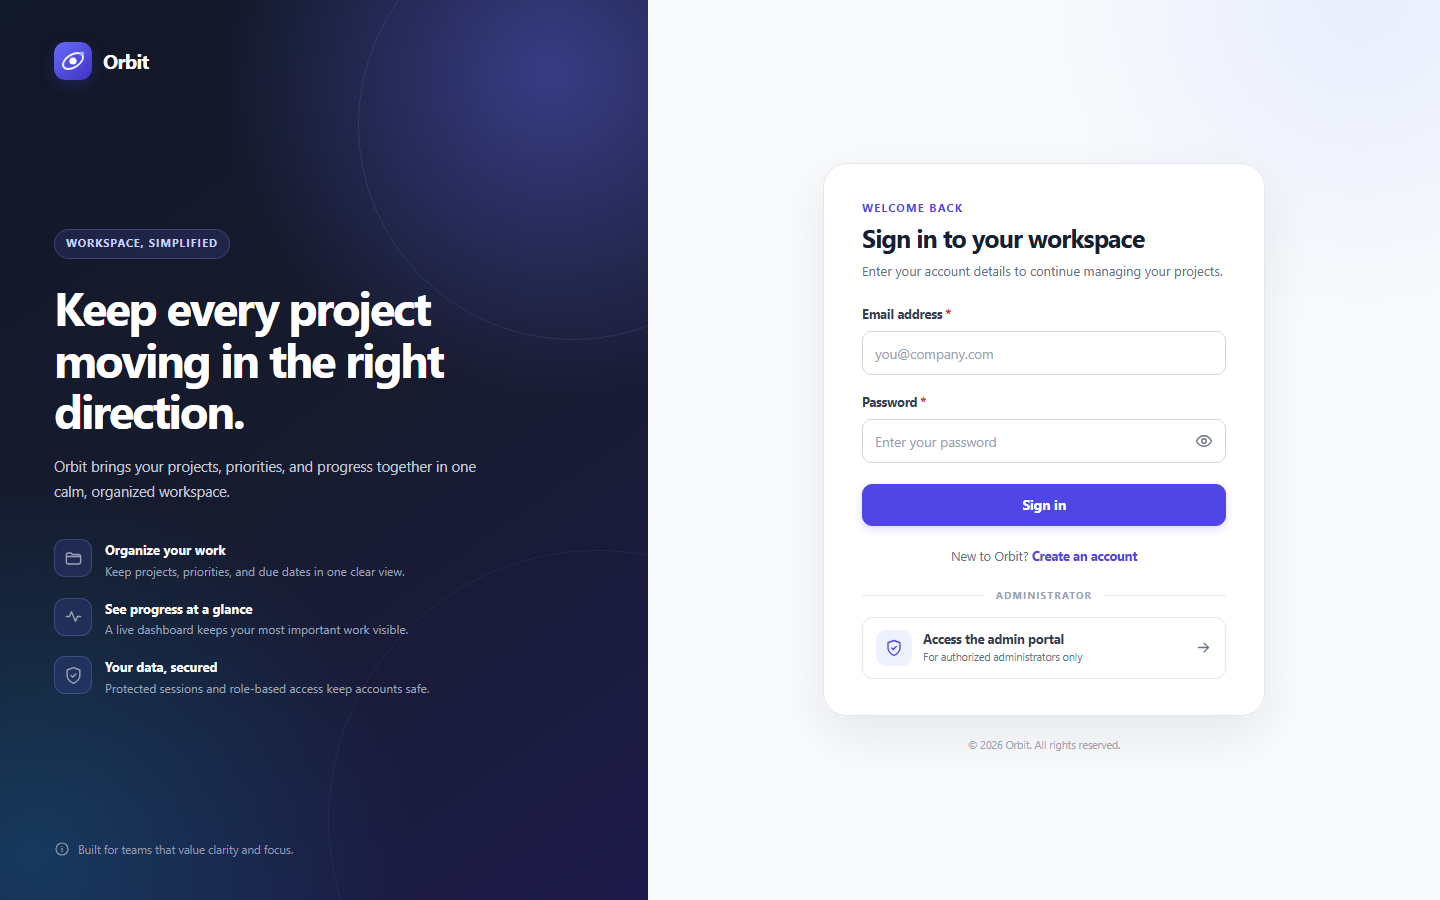 Orbit
WORKSPACE, SIMPLIFIED
Keep every project
moving in the right
direction.
Orbit brings your projects, priorities, and progress together in one
calm, organized workspace.
Organize your work
Keep projects, priorities, and due dates in one clear view.
See progress at a glance
A live dashboard keeps your most important work visible.
Your data, secured
Protected sessions and role-based access keep accounts safe.
Built for teams that value clarity and focus.
WELCOME BACK
Sign in to your workspace
Enter your account details to continue managing your projects.
Email address *
you@company.com
Password *
Enter your password
Sign in
New to Orbit? Create an account
ADMINISTRATOR
Access the admin portal
For authorized administrators only
© 2026 Orbit. All rights reserved.